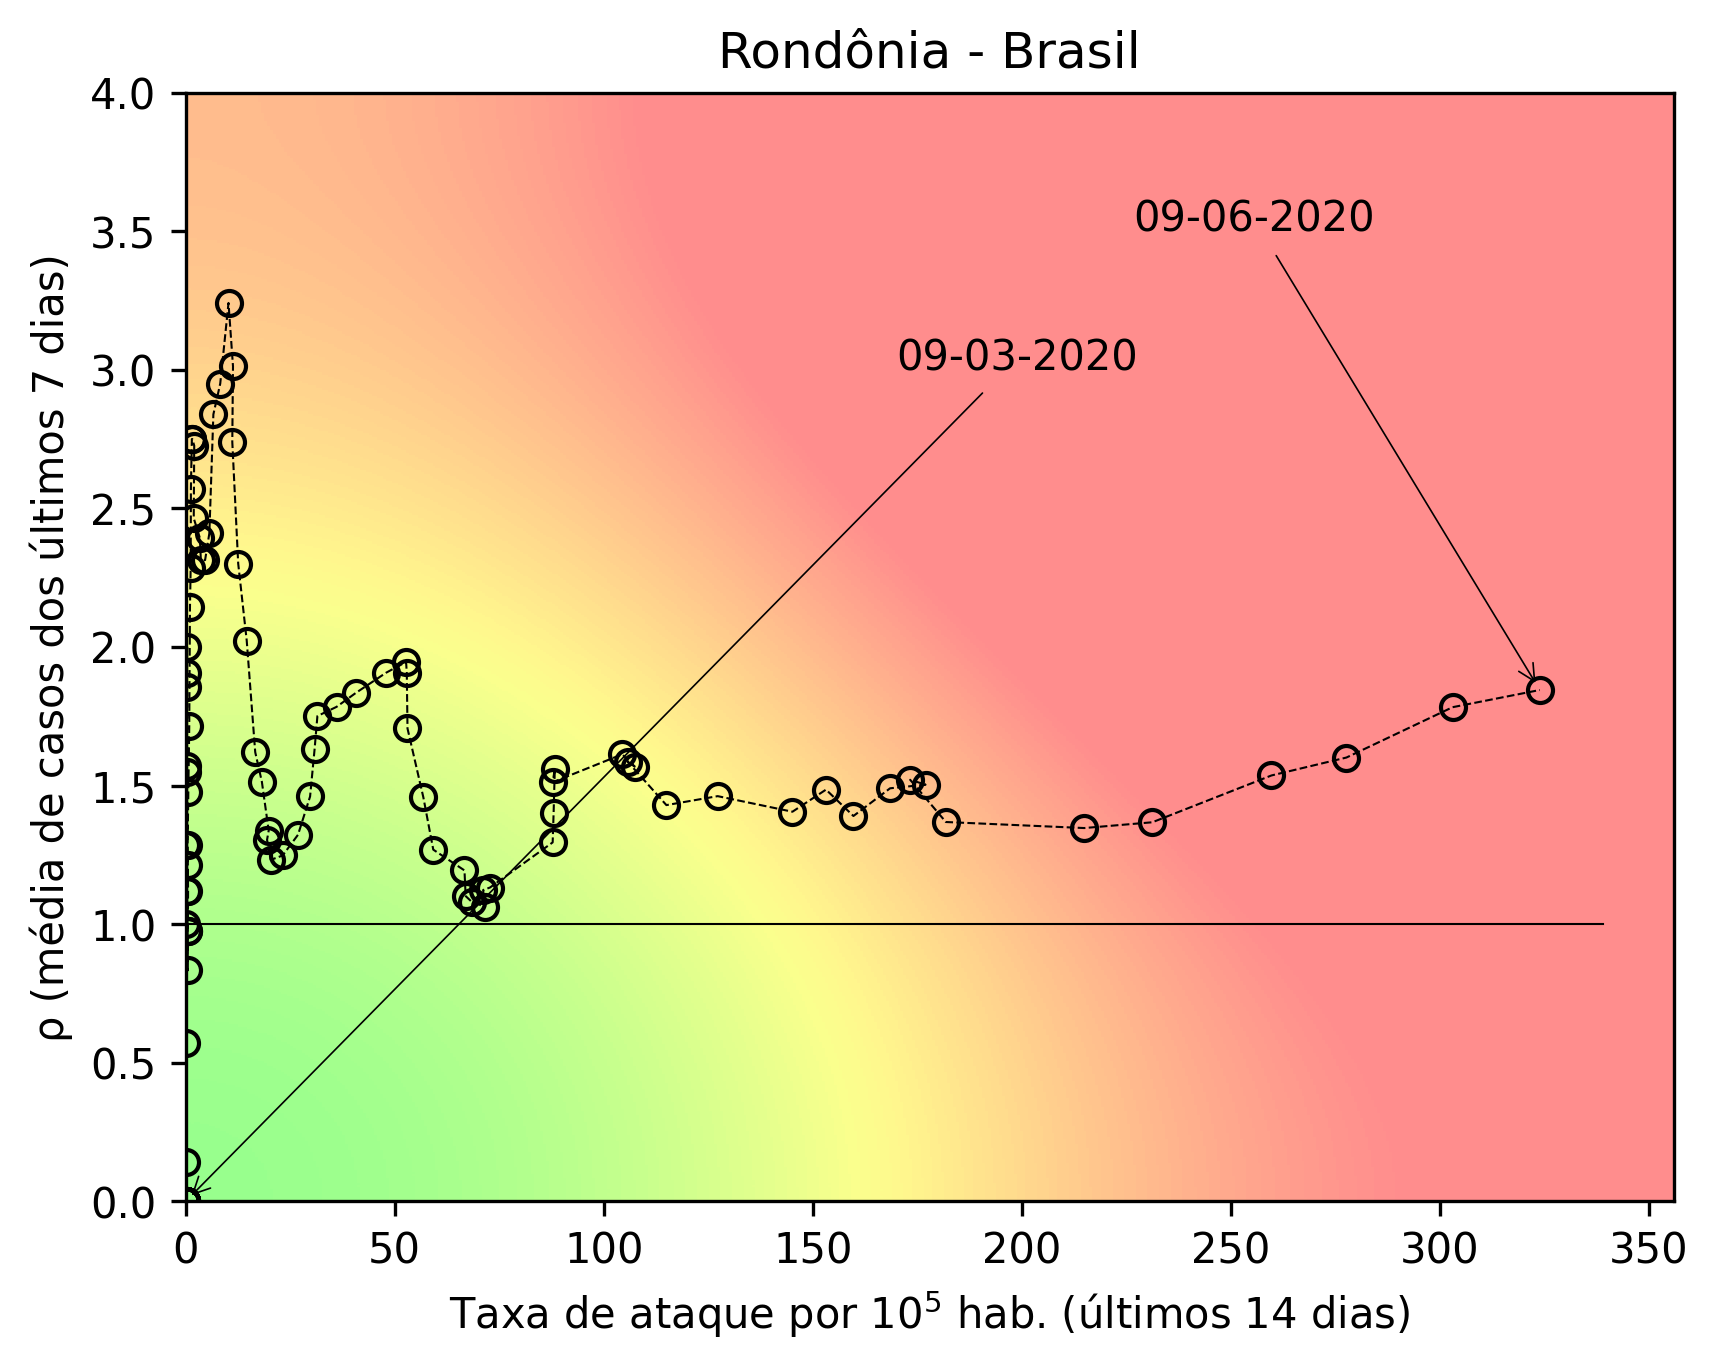 Rondônia - Brasil
4.0
3.5
3.0
2.5
2.0
1.5
1.0
0.5
0.0
ρ (média de casos dos últimos 7 dias)
09-06-2020
09-03-2020
0 50 100 150 200 250 300 350
Taxa de ataque por 10⁵ hab. (últimos 14 dias)